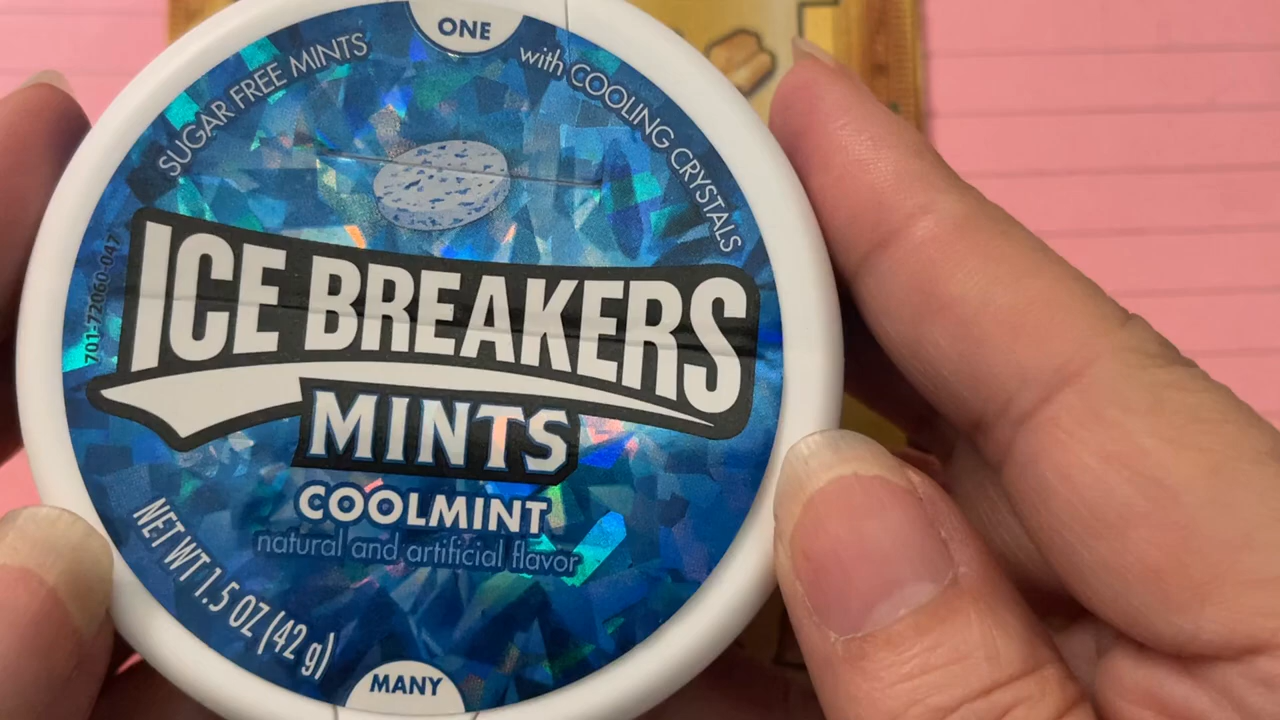 ONE
SUGAR FREE MINTS
with COOLING CRYSTALS
ICE BREAKERS
MINTS
COOLMINT
natural and artificial flavor
NET WT 1.5 OZ (42 g)
MANY
701-72060-047